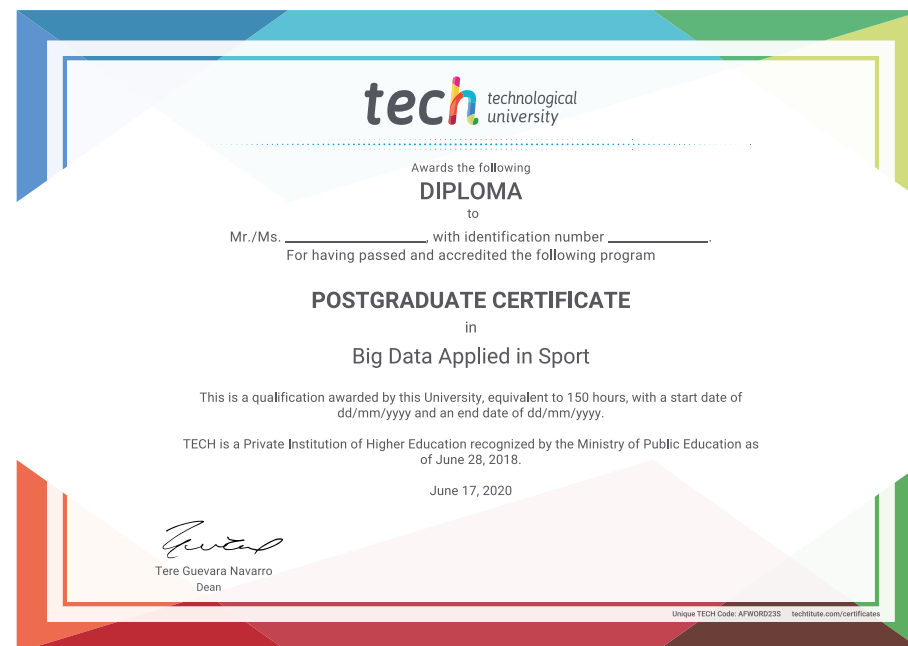 tech technological
university
Awards the following
DIPLOMA
to
Mr./Ms. ____________, with identification number ____________.
For having passed and accredited the following program
POSTGRADUATE CERTIFICATE
in
Big Data Applied in Sport
This is a qualification awarded by this University, equivalent to 150 hours, with a start date of
dd/mm/yyyy and an end date of dd/mm/yyyy.
TECH is a Private Institution of Higher Education recognized by the Ministry of Public Education as
of June 28, 2018.
June 17, 2020
Tere Guevara Navarro
Dean
Unique TECH Code: AFWORD23S techtitute.com/certificates